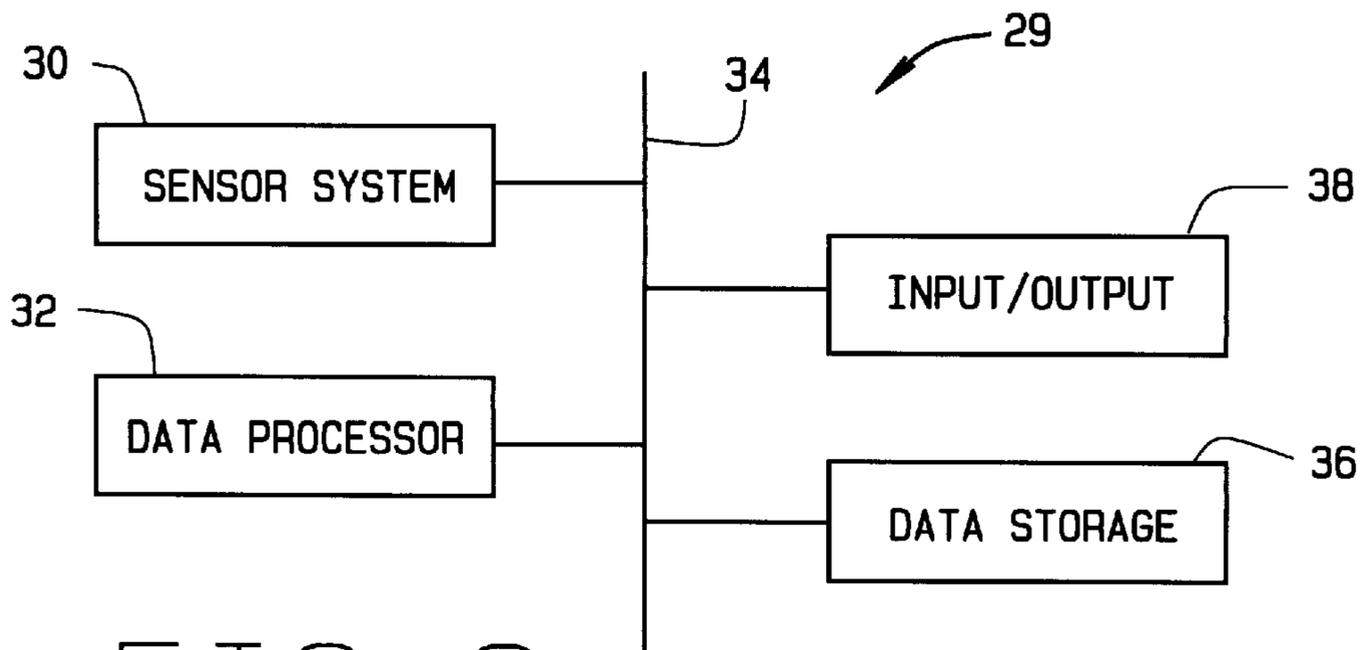 29
30
34
SENSOR SYSTEM
38
INPUT/OUTPUT
32
DATA PROCESSOR
36
DATA STORAGE